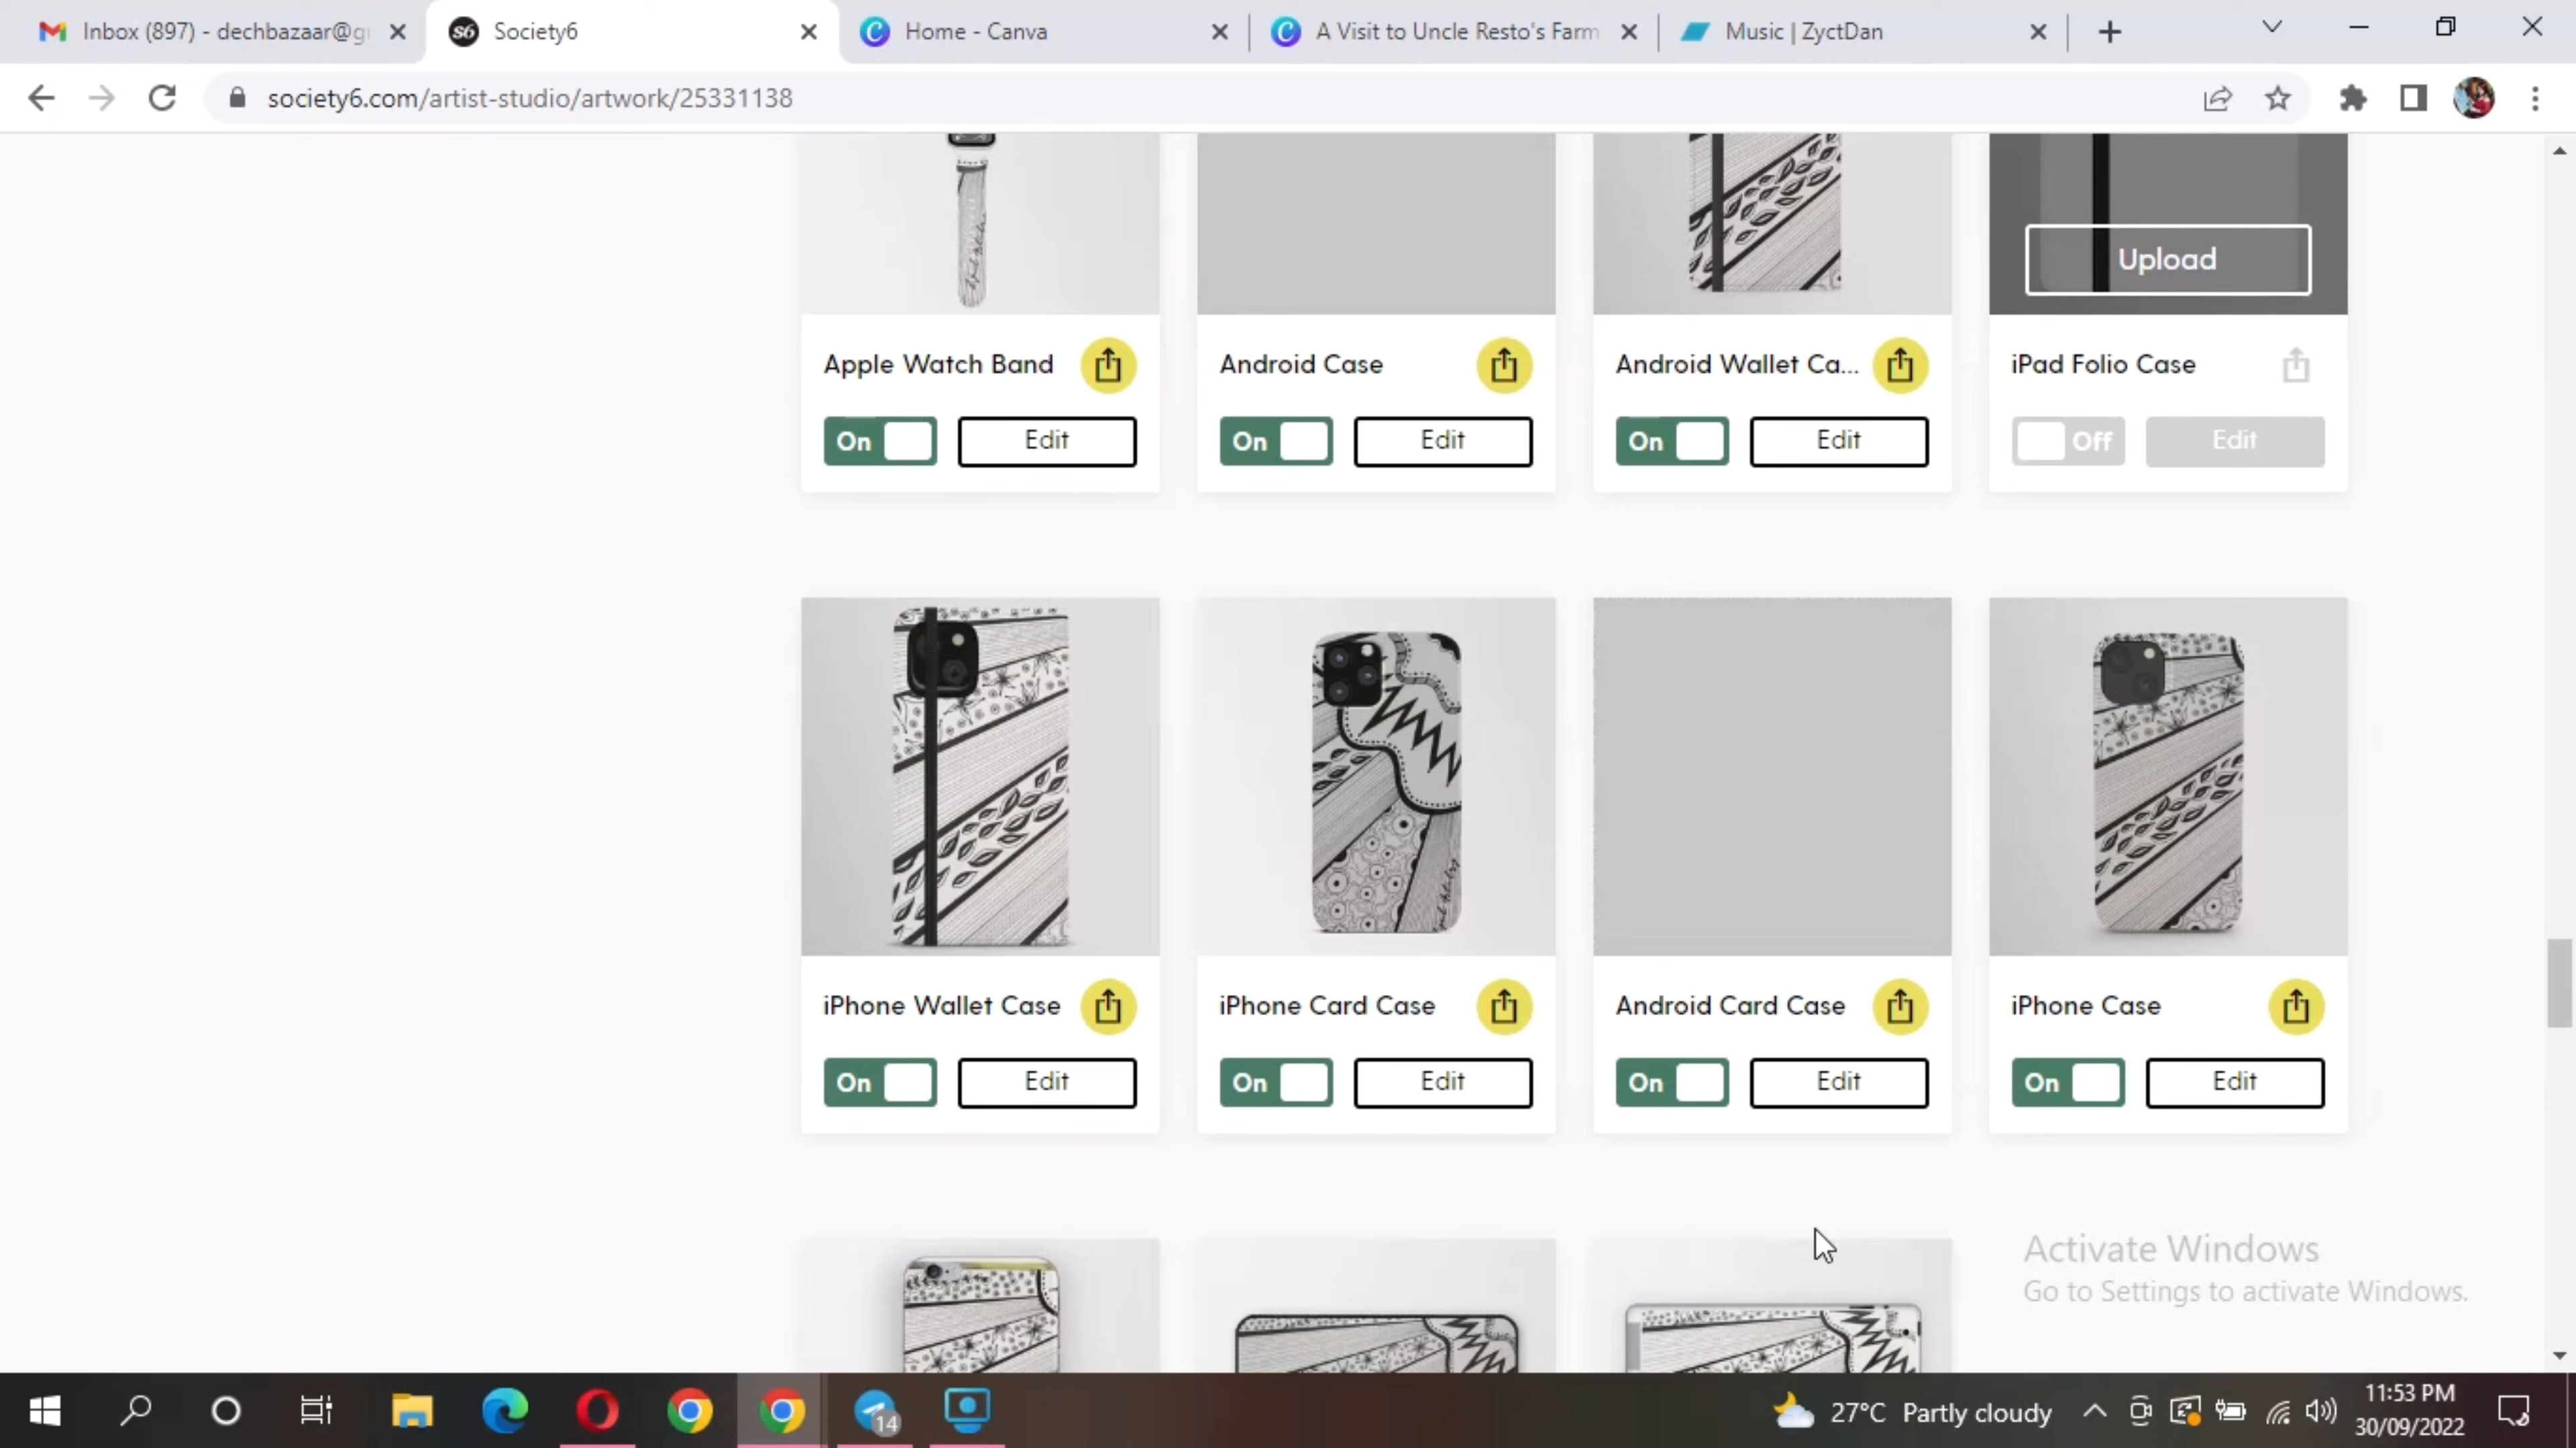 Inbox (897) - dechbazaar@g
Society6
Home - Canva
A Visit to Uncle Resto's Farm
Music | ZyctDan
society6.com/artist-studio/artwork/25331138
Upload
Apple Watch Band
Android Case
Android Wallet Ca...
iPad Folio Case
On
Edit
On
Edit
On
Edit
Off
Edit
iPhone Wallet Case
iPhone Card Case
Android Card Case
iPhone Case
On
Edit
On
Edit
On
Edit
On
Edit
Activate Windows
Go to Settings to activate Windows.
14
27°C Partly cloudy
11:53 PM
30/09/2022